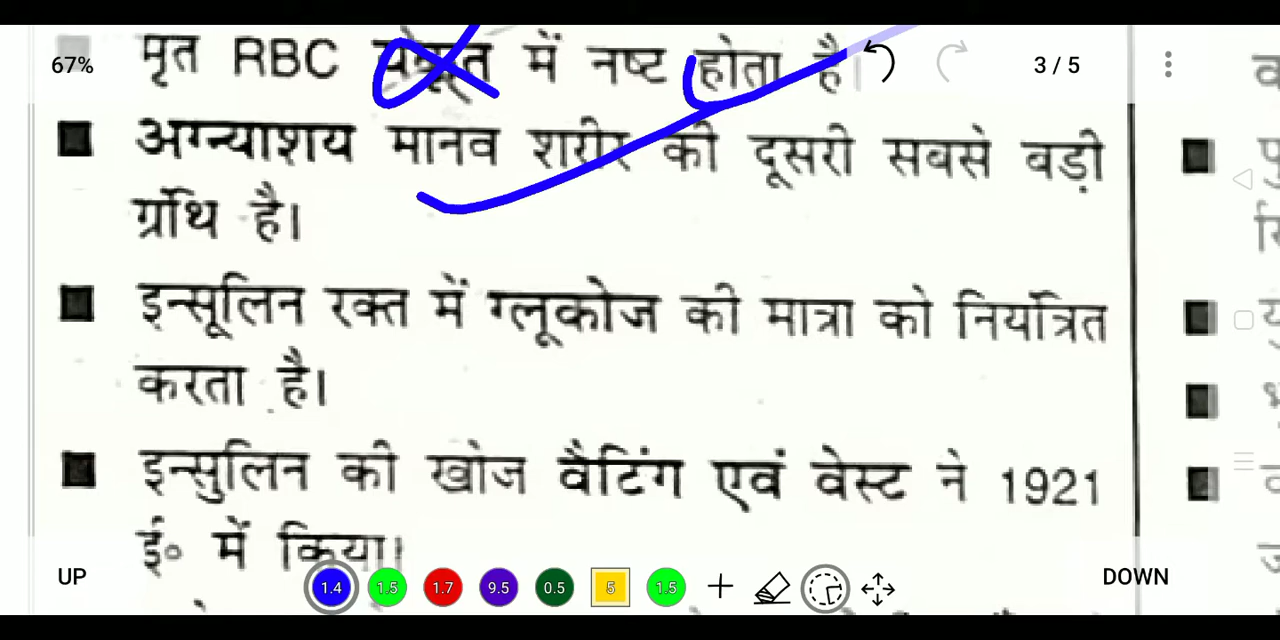 67%
मृत RBC यकृत में नष्ट होता है।
3 / 5
अग्न्याशय मानव शरीर की दूसरी सबसे बड़ी
ग्रंथि है।
इन्सूलिन रक्त में ग्लूकोज की मात्रा को नियंत्रित
करता है।
इन्सुलिन की खोज वैटिंग एवं वेस्ट ने 1921
ई॰ में किया।
UP
1.4 1.5 1.7 9.5 0.5 5 1.5
DOWN